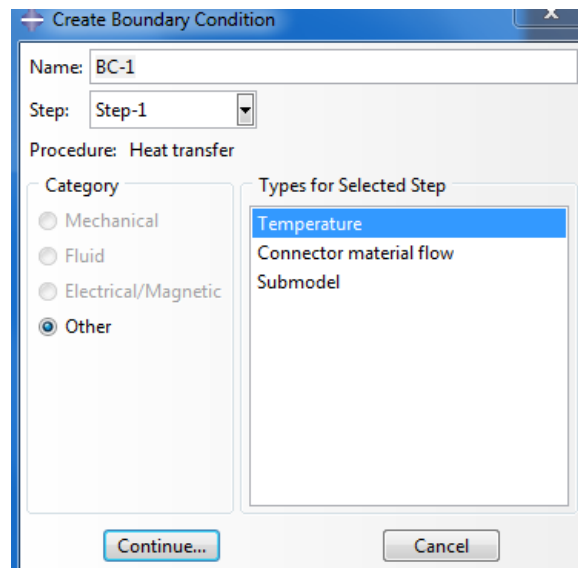 Create Boundary Condition
Name: BC-1
Step: Step-1
Procedure: Heat transfer
Category
Mechanical
Fluid
Electrical/Magnetic
Other
Types for Selected Step
Temperature
Connector material flow
Submodel
Continue...
Cancel